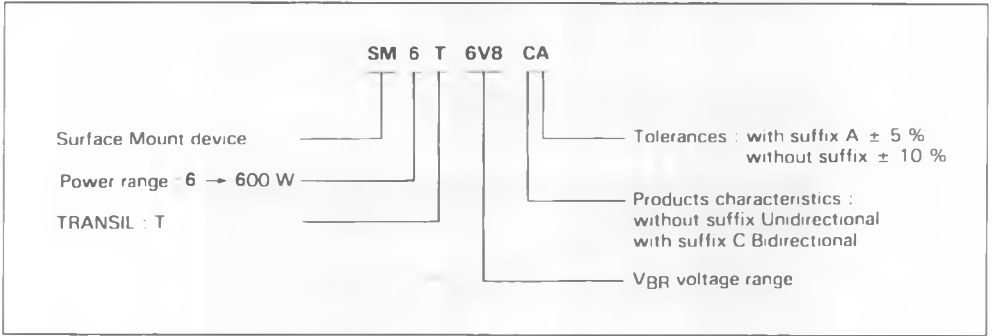 SM 6 T 6V8 CA
Surface Mount device
Power range 6 → 600 W
TRANSIL : T
Tolerances : with suffix A ± 5 %
without suffix ± 10 %
Products characteristics :
without suffix Unidirectional
with suffix C Bidirectional
VBR voltage range